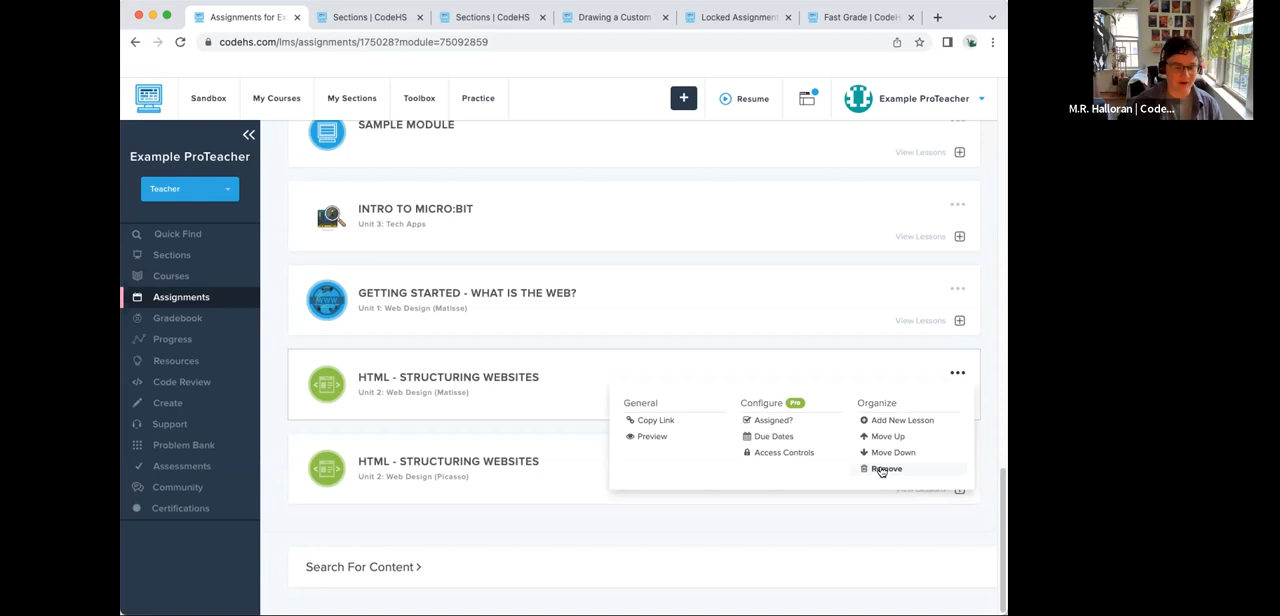 Assignments for Ex
Sections | CodeHS
Sections | CodeHS
Drawing a Custom
Locked Assignment
Fast Grade | CodeH
codehs.com/lms/assignments/175028?module=75092859
Sandbox
My Courses
My Sections
Toolbox
Practice
Resume
Example ProTeacher
M.R. Halloran | Code...
Example ProTeacher
Teacher
Quick Find
Sections
Courses
Assignments
Gradebook
Progress
Resources
Code Review
Create
Support
Problem Bank
Assessments
Community
Certifications
SAMPLE MODULE
View Lessons
INTRO TO MICRO:BIT
Unit 3: Tech Apps
View Lessons
GETTING STARTED - WHAT IS THE WEB?
Unit 1: Web Design (Matisse)
View Lessons
HTML - STRUCTURING WEBSITES
Unit 2: Web Design (Matisse)
General
Copy Link
Preview
Configure Pro
Assigned?
Due Dates
Access Controls
Organize
Add New Lesson
Move Up
Move Down
Remove
HTML - STRUCTURING WEBSITES
Unit 2: Web Design (Picasso)
View Lessons
Search For Content >